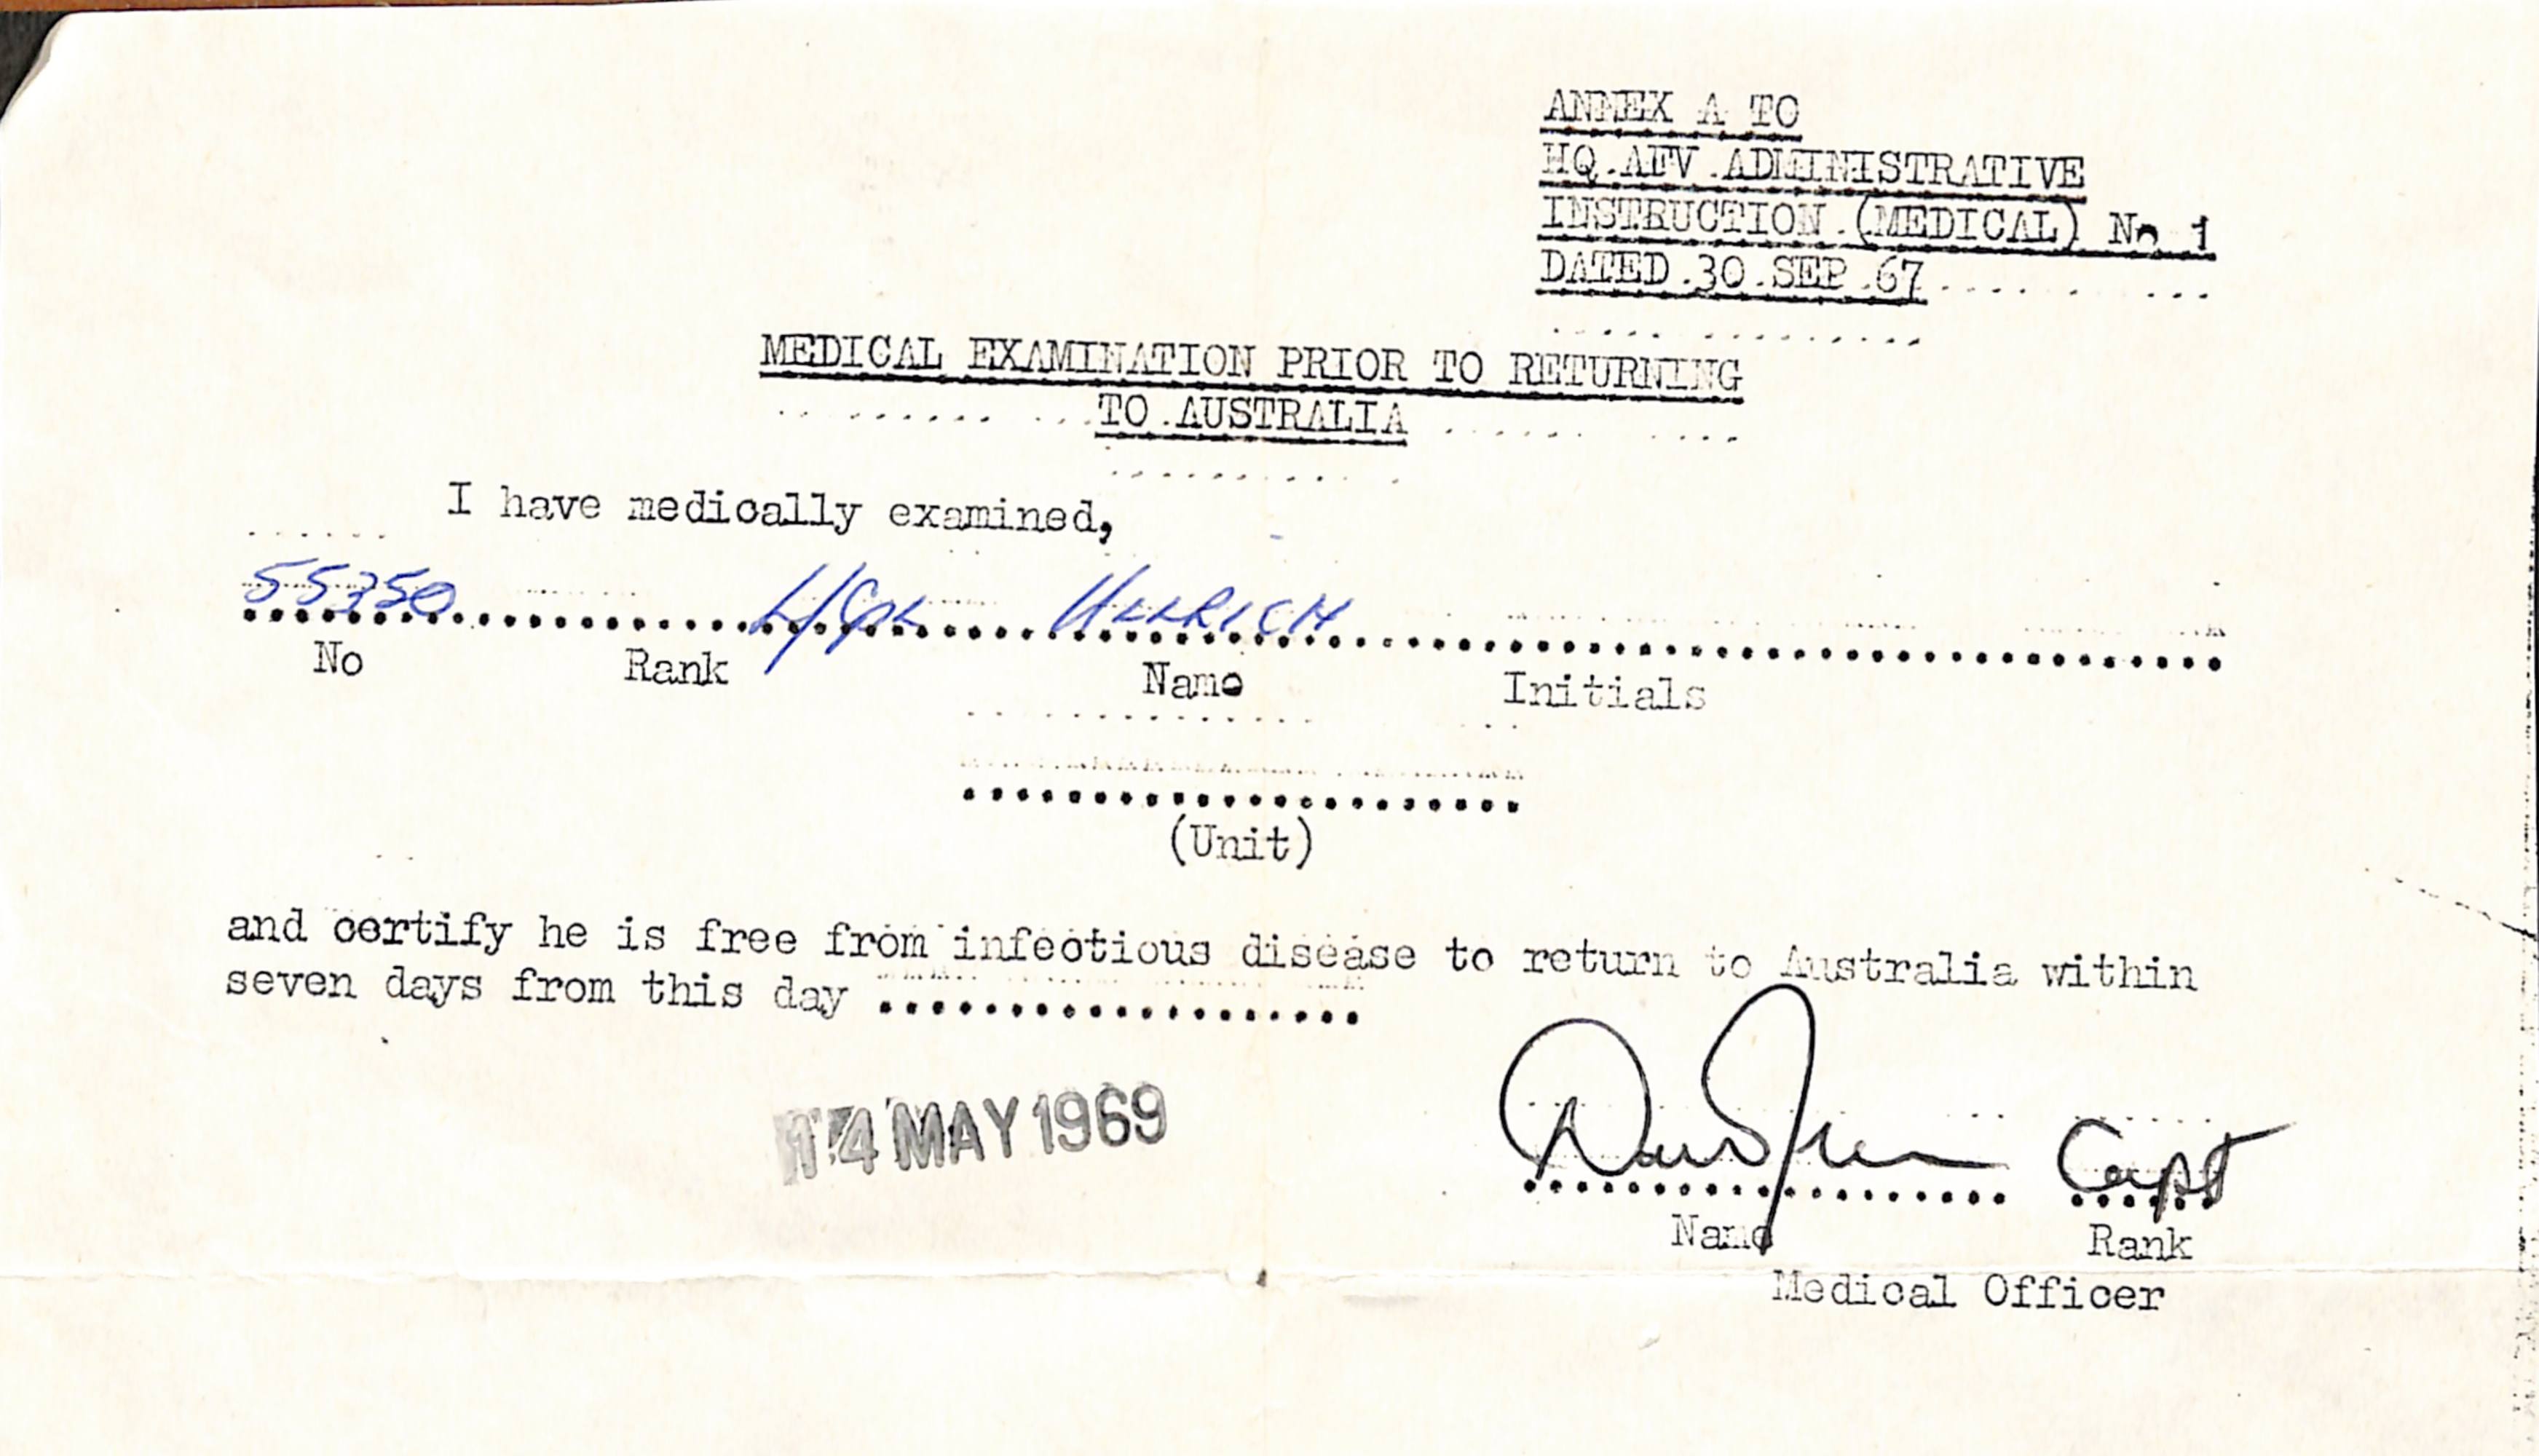 ANNEX A TO
HQ.AFV.ADMINISTRATIVE
INSTRUCTION.(MEDICAL) No 1
DATED.30.SEP.67
MEDICAL EXAMINATION PRIOR TO RETURNING
TO.AUSTRALIA
I have medically examined,
55350 L/CPL ULLRICH
No Rank Name Initials
(Unit)
and certify he is free from infectious disease to return to Australia within
seven days from this day
14 MAY 1969
Capt
Name Rank
Medical Officer